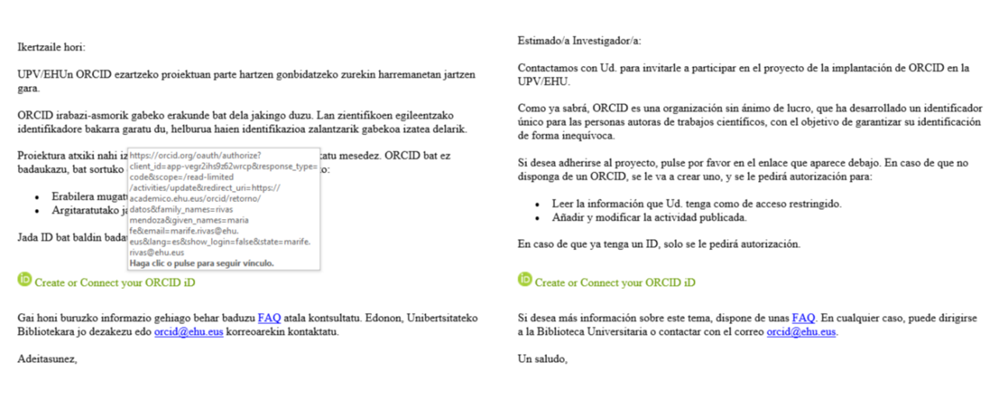 Ikertzaile hori:
UPV/EHUn ORCID ezartzeko proiektuan parte hartzen gonbidatzeko zurekin harremanetan jartzen
gara.
ORCID irabazi-asmorik gabeko erakunde bat dela jakingo duzu. Lan zientifikoen egileentzako
identifikadore bakarra garatu du, helburua haien identifikazioa zalantzarik gabekoa izatea delarik.
Proiektura atxiki nahi
mesedez. ORCID bat ez
badaukazu, bat sortuko
Erabilera
Argitaratutako
Jada ID bat baldin
https://orcid.org/oauth/authorize?
client_id=app-vegr2ihs9z62wrcp&response_type=
code&scope=/read-limited
/activities/update&redirect_uri=https://
academico.ehu.eus/orcid/retorno/
datos&family_names=rivas
mendoza&given_names=maria
fe&email=marife.rivas@ehu.
eus&lang=es&show_login=false&state=marife.
rivas@ehu.eus
Haga clic o pulse para seguir vínculo.
iD Create or Connect your ORCID iD
Gai honi buruzko informazio gehiago behar baduzu FAQ atala kontsultatu. Edonon, Unibertsitateko
Bibliotekara jo dezakezu edo orcid@ehu.eus korreoarekin kontaktatu.
Adeitasunez,
Estimado/a Investigador/a:
Contactamos con Ud. para invitarle a participar en el proyecto de la implantación de ORCID en la
UPV/EHU.
Como ya sabrá, ORCID es una organización sin ánimo de lucro, que ha desarrollado un identificador
único para las personas autoras de trabajos científicos, con el objetivo de garantizar su identificación
de forma inequívoca.
Si desea adherirse al proyecto, pulse por favor en el enlace que aparece debajo. En caso de que no
disponga de un ORCID, se le va a crear uno, y se le pedirá autorización para:
Leer la información que Ud. tenga como de acceso restringido.
Añadir y modificar la actividad publicada.
En caso de que ya tenga un ID, solo se le pedirá autorización.
iD Create or Connect your ORCID iD
Si desea más información sobre este tema, dispone de unas FAQ. En cualquier caso, puede dirigirse
a la Biblioteca Universitaria o contactar con el correo orcid@ehu.eus.
Un saludo,